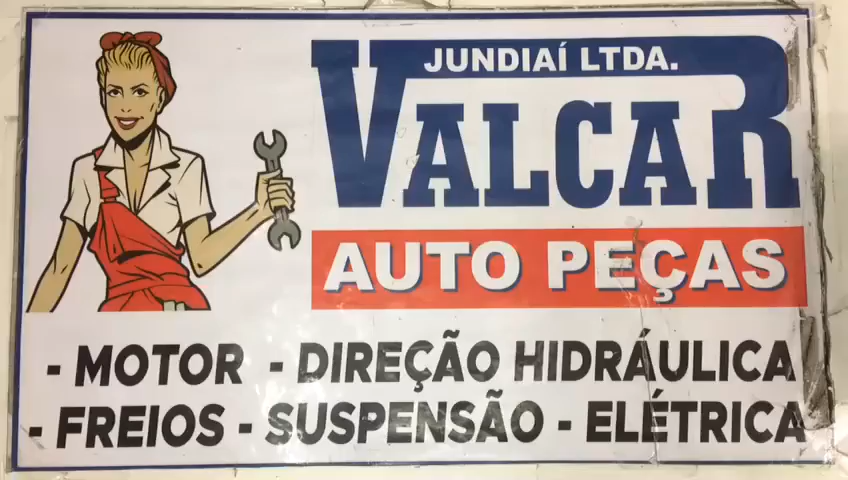 JUNDIAÍ LTDA.
VALCAR
AUTO PEÇAS
- MOTOR - DIREÇÃO HIDRÁULICA
- FREIOS - SUSPENSÃO - ELÉTRICA